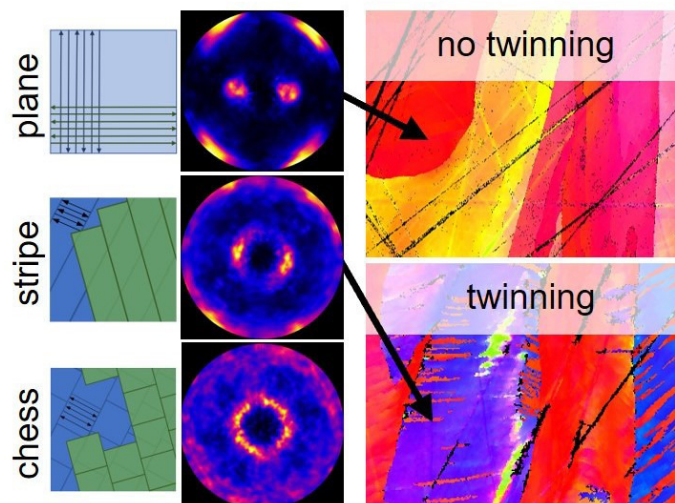 plane
no twinning
stripe
twinning
chess